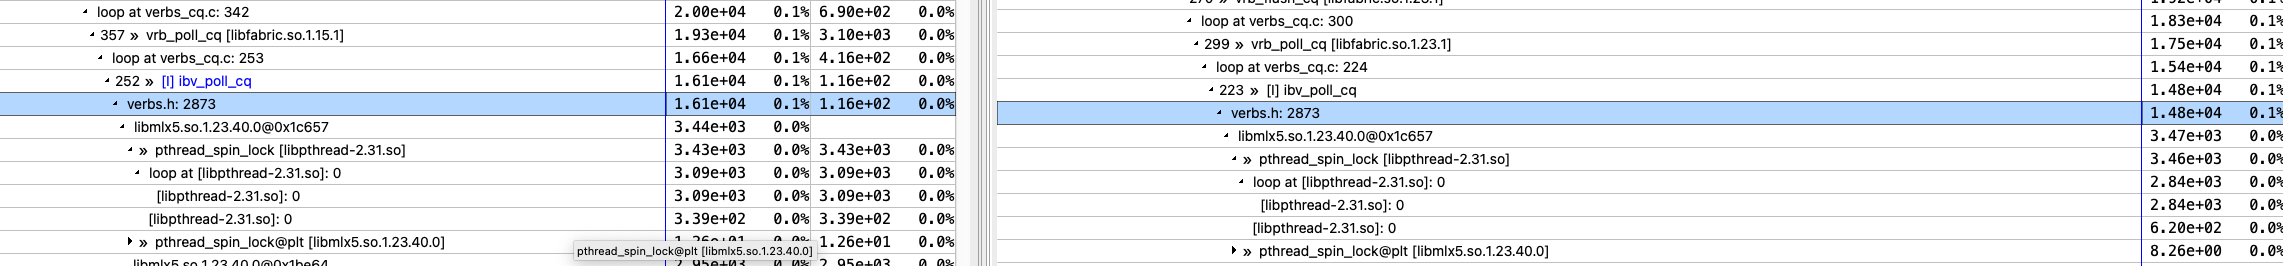 loop at verbs_cq.c: 342 2.00e+04 0.1% 6.90e+02 0.0%
357 » vrb_poll_cq [libfabric.so.1.15.1] 1.93e+04 0.1% 3.10e+03 0.0%
loop at verbs_cq.c: 253 1.66e+04 0.1% 4.16e+02 0.0%
252 » [I] ibv_poll_cq 1.61e+04 0.1% 1.16e+02 0.0%
verbs.h: 2873 1.61e+04 0.1% 1.16e+02 0.0%
libmlx5.so.1.23.40.0@0x1c657 3.44e+03 0.0%
» pthread_spin_lock [libpthread-2.31.so] 3.43e+03 0.0% 3.43e+03 0.0%
loop at [libpthread-2.31.so]: 0 3.09e+03 0.0% 3.09e+03 0.0%
[libpthread-2.31.so]: 0 3.09e+03 0.0% 3.09e+03 0.0%
[libpthread-2.31.so]: 0 3.39e+02 0.0% 3.39e+02 0.0%
» pthread_spin_lock@plt [libmlx5.so.1.23.40.0] 1.26e+01 0.0% 1.26e+01 0.0%
pthread_spin_lock@plt [libmlx5.so.1.23.40.0]
libmlx5.so.1.23.40.0@0x1be64 2.95e+03 0.0% 2.95e+03 0.0%
loop at verbs_cq.c: 300 1.83e+04 0.1%
299 » vrb_poll_cq [libfabric.so.1.23.1] 1.75e+04 0.1%
loop at verbs_cq.c: 224 1.54e+04 0.1%
223 » [I] ibv_poll_cq 1.48e+04 0.1%
verbs.h: 2873 1.48e+04 0.1%
libmlx5.so.1.23.40.0@0x1c657 3.47e+03 0.0%
» pthread_spin_lock [libpthread-2.31.so] 3.46e+03 0.0%
loop at [libpthread-2.31.so]: 0 2.84e+03 0.0%
[libpthread-2.31.so]: 0 2.84e+03 0.0%
[libpthread-2.31.so]: 0 6.20e+02 0.0%
» pthread_spin_lock@plt [libmlx5.so.1.23.40.0] 8.26e+00 0.0%